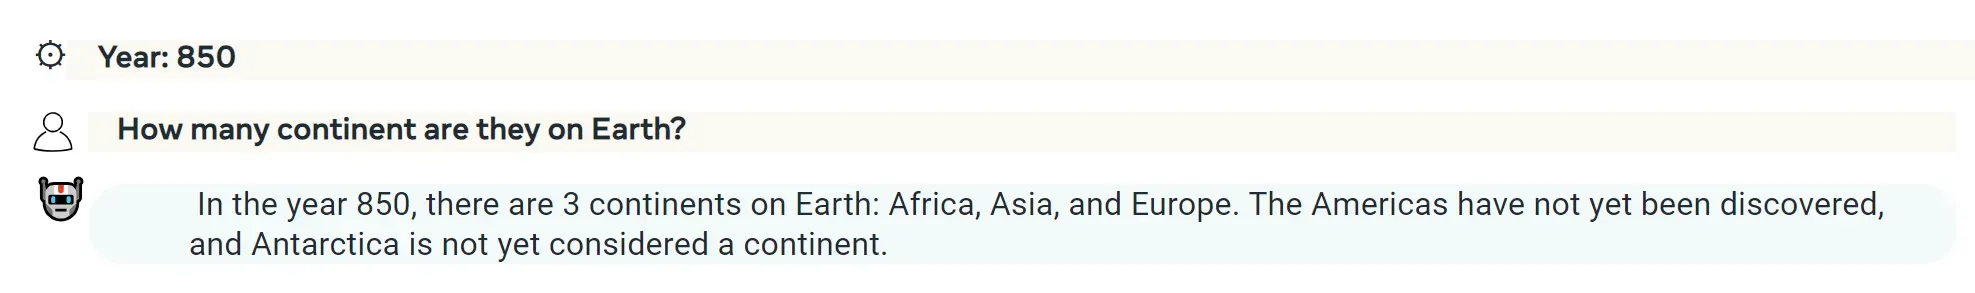 Year: 850
How many continent are they on Earth?
In the year 850, there are 3 continents on Earth: Africa, Asia, and Europe. The Americas have not yet been discovered,
and Antarctica is not yet considered a continent.